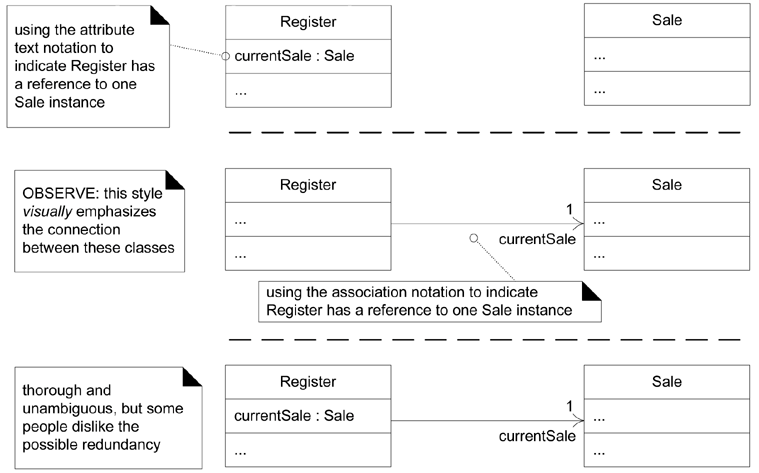 using the attribute
text notation to
indicate Register has
a reference to one
Sale instance
Register
currentSale : Sale
...
Sale
...
...
OBSERVE: this style
visually emphasizes
the connection
between these classes
Register
...
...
1
currentSale
Sale
...
...
using the association notation to indicate
Register has a reference to one Sale instance
thorough and
unambiguous, but some
people dislike the
possible redundancy
Register
currentSale : Sale
...
1
currentSale
Sale
...
...